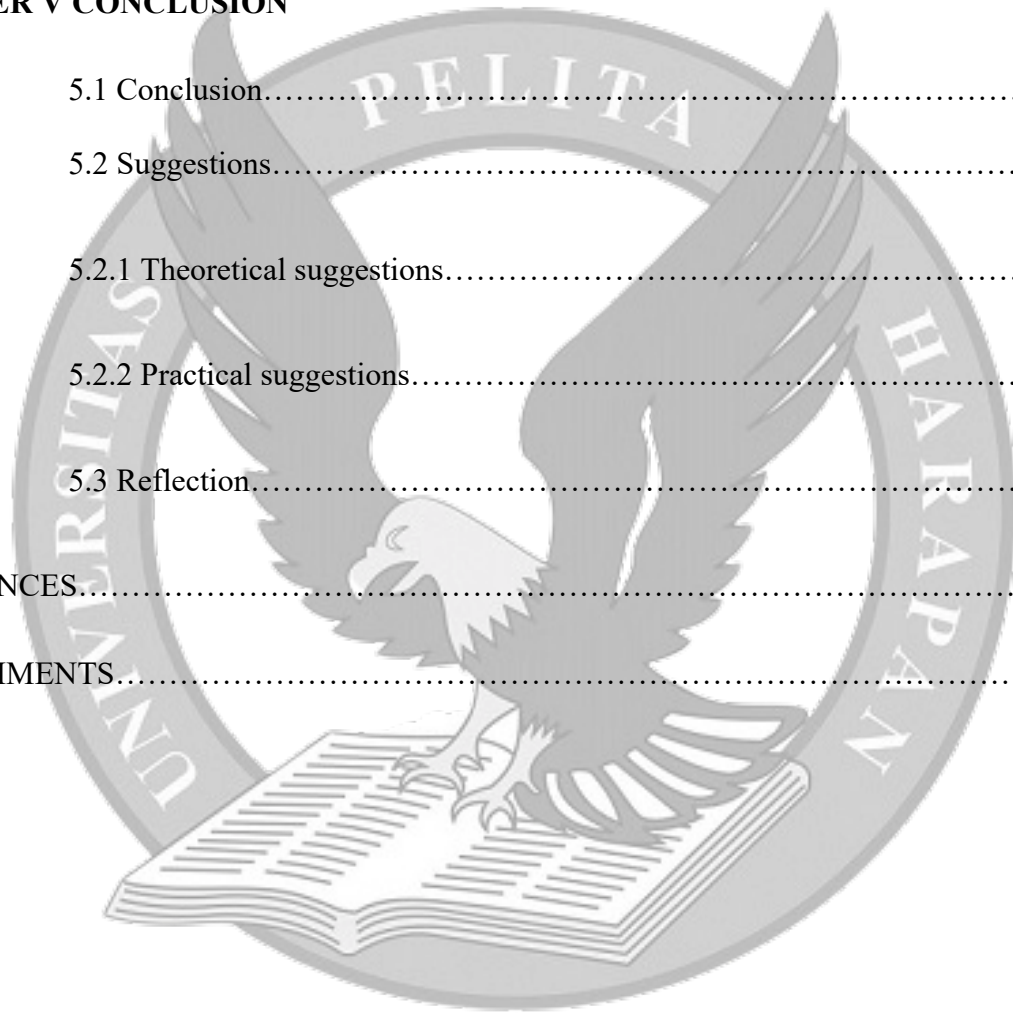 ER V CONCLUSION
5.1 Conclusion……………………………………………………………
5.2 Suggestions……………………………………………………………
5.2.1 Theoretical suggestions……………………………………………
5.2.2 Practical suggestions………………………………………………
5.3 Reflection………………………………………………………………
NCES……………………………………………………………………………
HMENTS…………………………………………………………………………
UNIVERSITAS PELITA HARAPAN